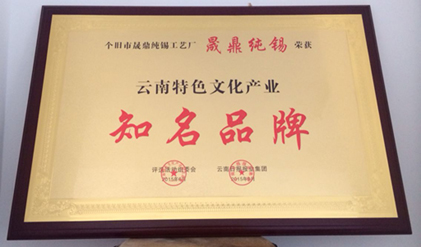 个旧市晟鼎纯锡工艺厂 晟鼎纯锡 荣获
云南特色文化产业
知名品牌